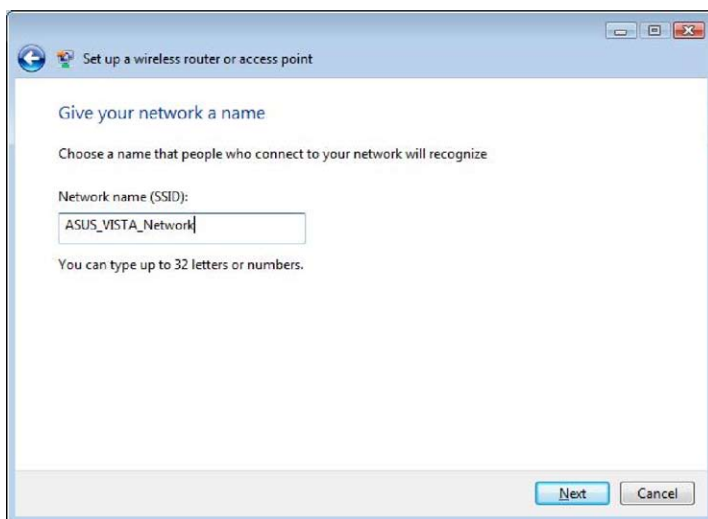 Set up a wireless router or access point
Give your network a name
Choose a name that people who connect to your network will recognize
Network name (SSID):
ASUS_VISTA_Network
You can type up to 32 letters or numbers.
Next Cancel